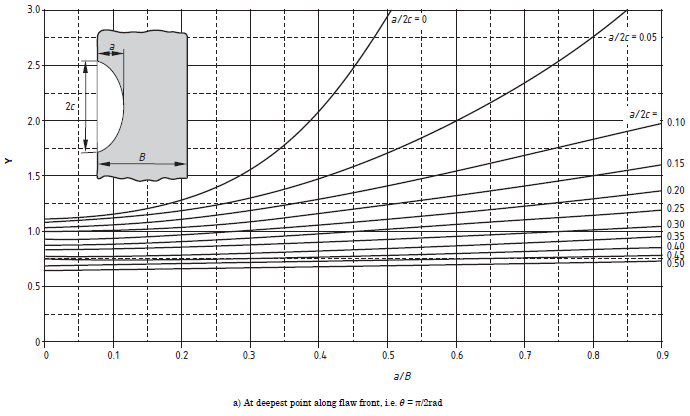 3.0
a/2c = 0
a/2c = 0.05
a
2.5
2c
2.0
a/2c =
0.10
B
1.5
0.15
0.20
0.25
1.0
0.30
0.35
0.40
0.45
0.50
0.5
0
Y
0
0.1
0.2
0.3
0.4
0.5
0.6
0.7
0.8
0.9
a/B
a) At deepest point along flaw front, i.e. θ = π/2rad